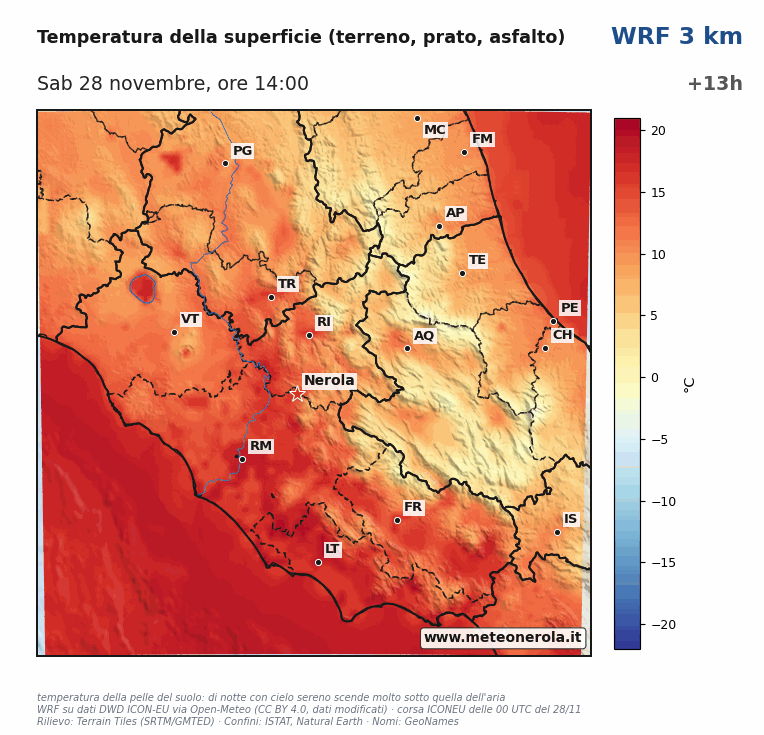 Temperatura della superficie (terreno, prato, asfalto)
WRF 3 km
Sab 28 novembre, ore 14:00
+13h
MC
FM
PG
AP
TE
TR
PE
VT
RI
CH
AQ
Nerola
RM
FR
IS
LT
www.meteonerola.it
20
15
10
5
0
−5
−10
−15
−20
°C
temperatura della pelle del suolo: di notte con cielo sereno scende molto sotto quella dell'aria
WRF su dati DWD ICON-EU via Open-Meteo (CC BY 4.0, dati modificati) · corsa ICONEU delle 00 UTC del 28/11
Rilievo: Terrain Tiles (SRTM/GMTED) · Confini: ISTAT, Natural Earth · Nomi: GeoNames